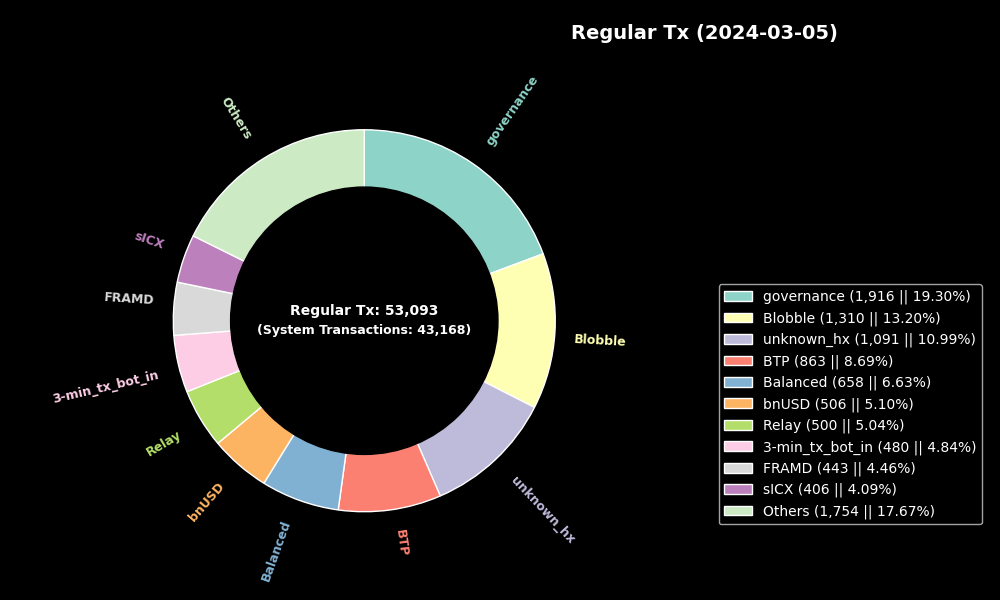 Regular Tx (2024-03-05)
governance
Others
sICX
FRAMD
Blobble
3-min_tx_bot_in
Relay
bnUSD
Balanced
BTP
unknown_hx
Regular Tx: 53,093
(System Transactions: 43,168)
governance (1,916 || 19.30%)
Blobble (1,310 || 13.20%)
unknown_hx (1,091 || 10.99%)
BTP (863 || 8.69%)
Balanced (658 || 6.63%)
bnUSD (506 || 5.10%)
Relay (500 || 5.04%)
3-min_tx_bot_in (480 || 4.84%)
FRAMD (443 || 4.46%)
sICX (406 || 4.09%)
Others (1,754 || 17.67%)